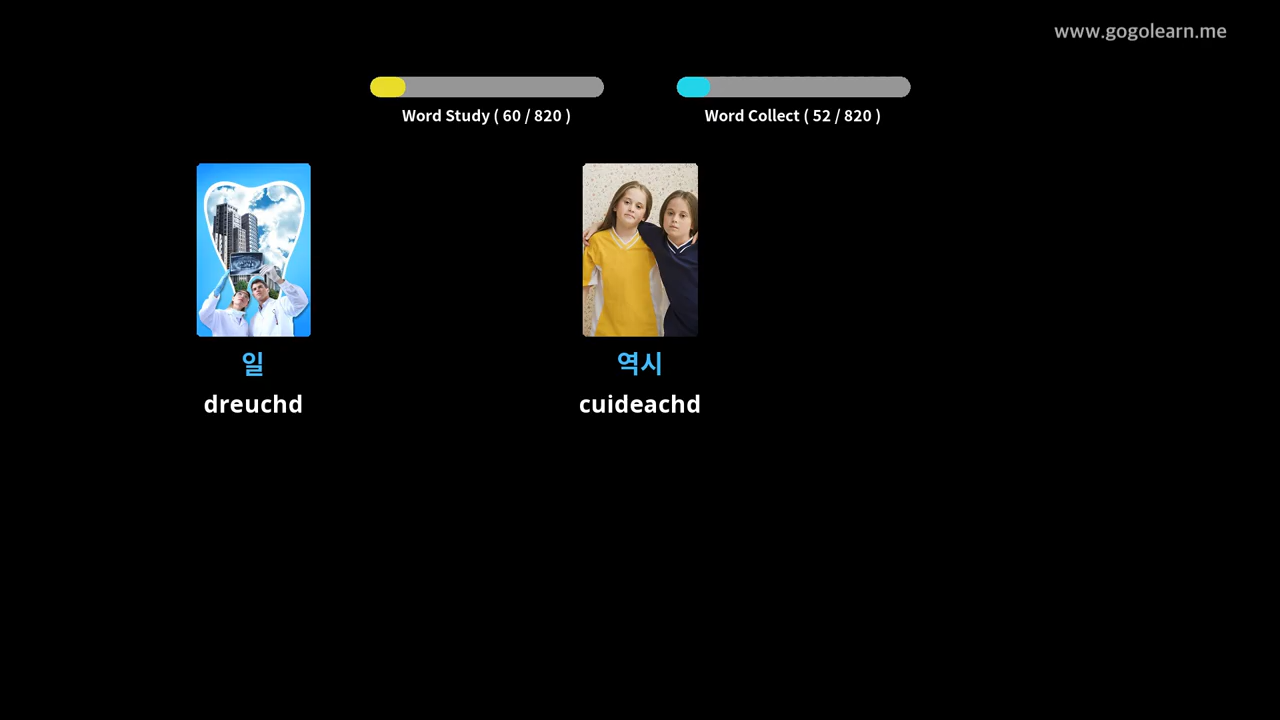 www.gogolearn.me
Word Study ( 60 / 820 )
Word Collect ( 52 / 820 )
일
역시
dreuchd
cuideachd